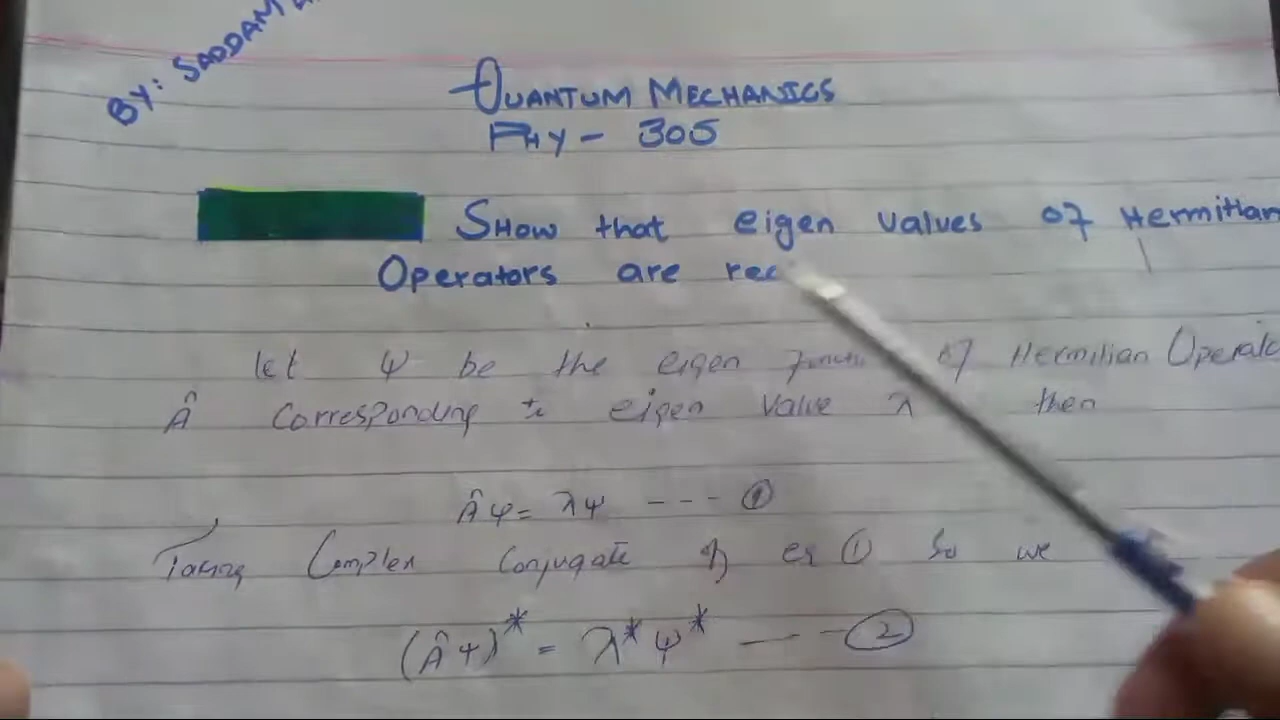 BY: SADDAM
QUANTUM MECHANICS
PHY - 305
SHOW that eigen values of Hermitian
Operators are
let ψ be the eigen of Hermitian
Â Corresponding to eigen value λ then
Âψ = λψ ---- ①
Taking Complex Conjugate of eq ① So we
(Âψ)* = λ*ψ* --- ②